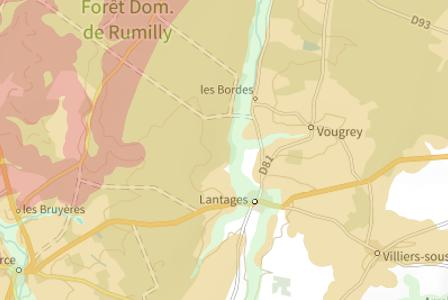 Forêt Dom.
de Rumilly
D93
les Bordes
Vougrey
D81
Lantages
les Bruyères
rce
Villiers-sous